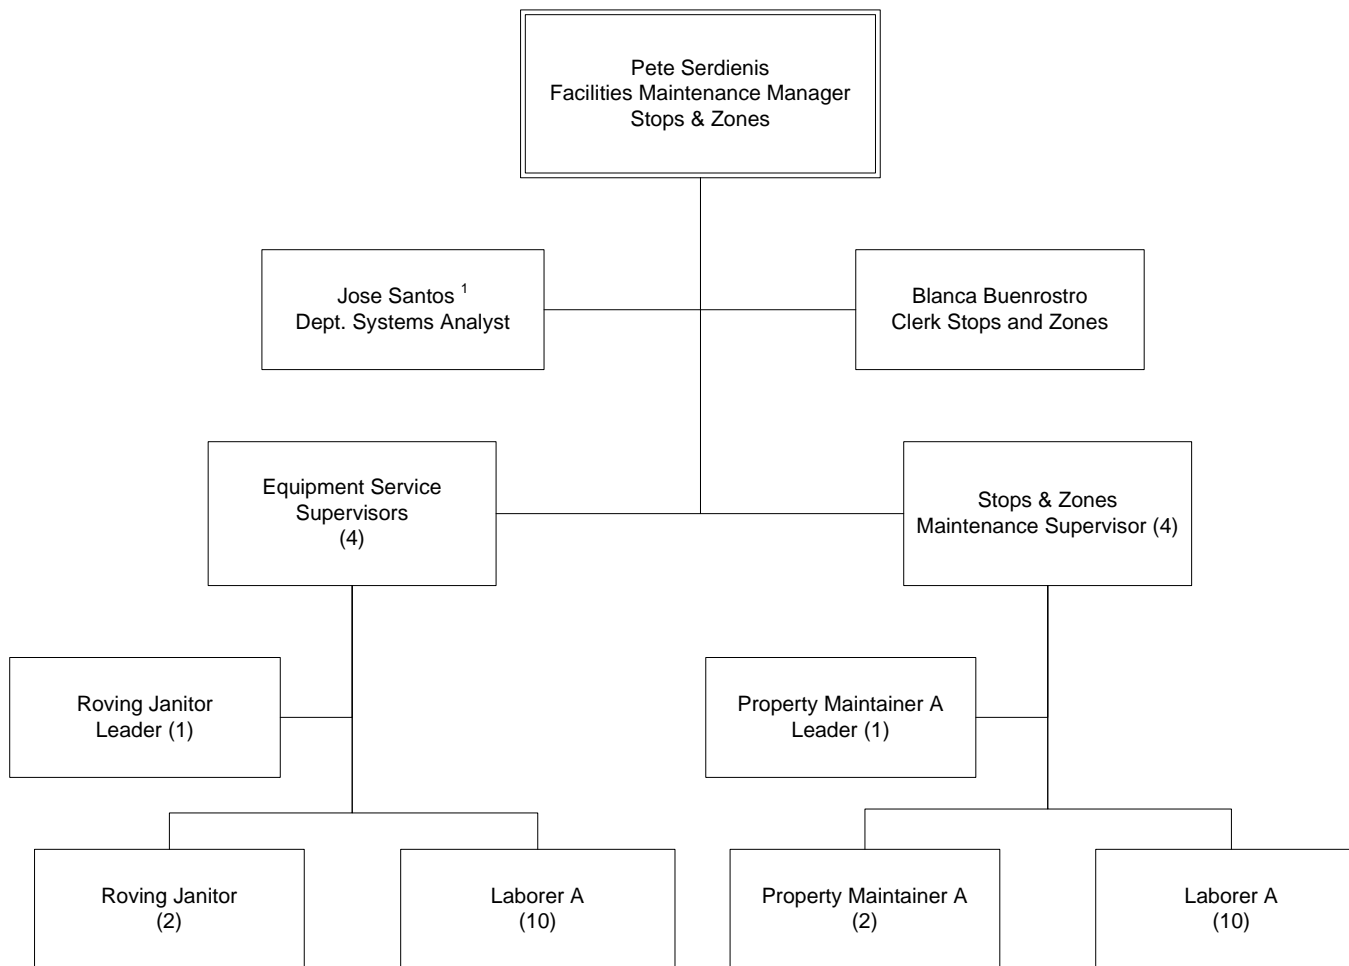 Pete Serdienis
Facilities Maintenance Manager
Stops & Zones
Jose Santos 1
Dept. Systems Analyst
Blanca Buenrostro
Clerk Stops and Zones
Equipment Service
Supervisors
(4)
Stops & Zones
Maintenance Supervisor (4)
Roving Janitor
Leader (1)
Property Maintainer A
Leader (1)
Roving Janitor
(2)
Laborer A
(10)
Property Maintainer A
(2)
Laborer A
(10)